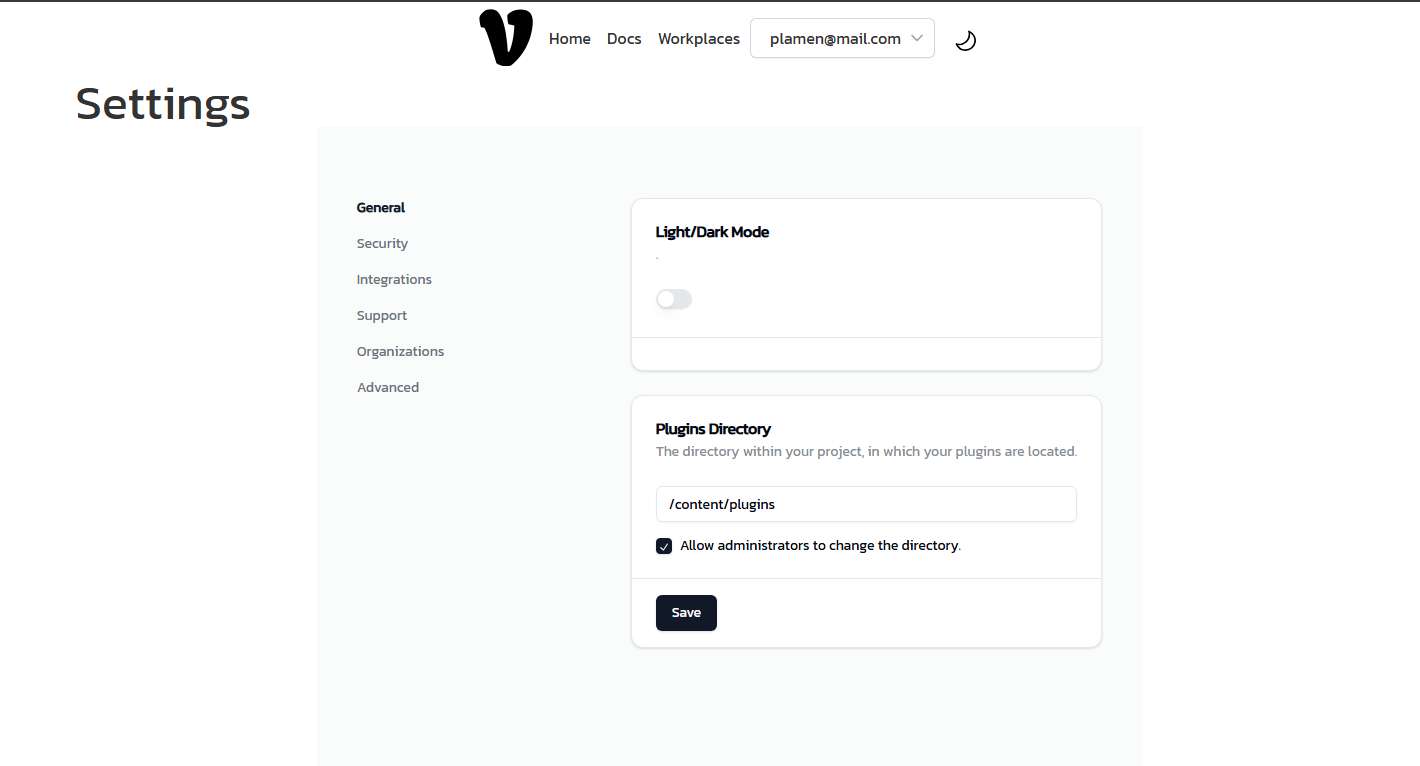 V Home Docs Workplaces plamen@mail.com
Settings
General
Security
Integrations
Support
Organizations
Advanced
Light/Dark Mode
.
Plugins Directory
The directory within your project, in which your plugins are located.
/content/plugins
Allow administrators to change the directory.
Save